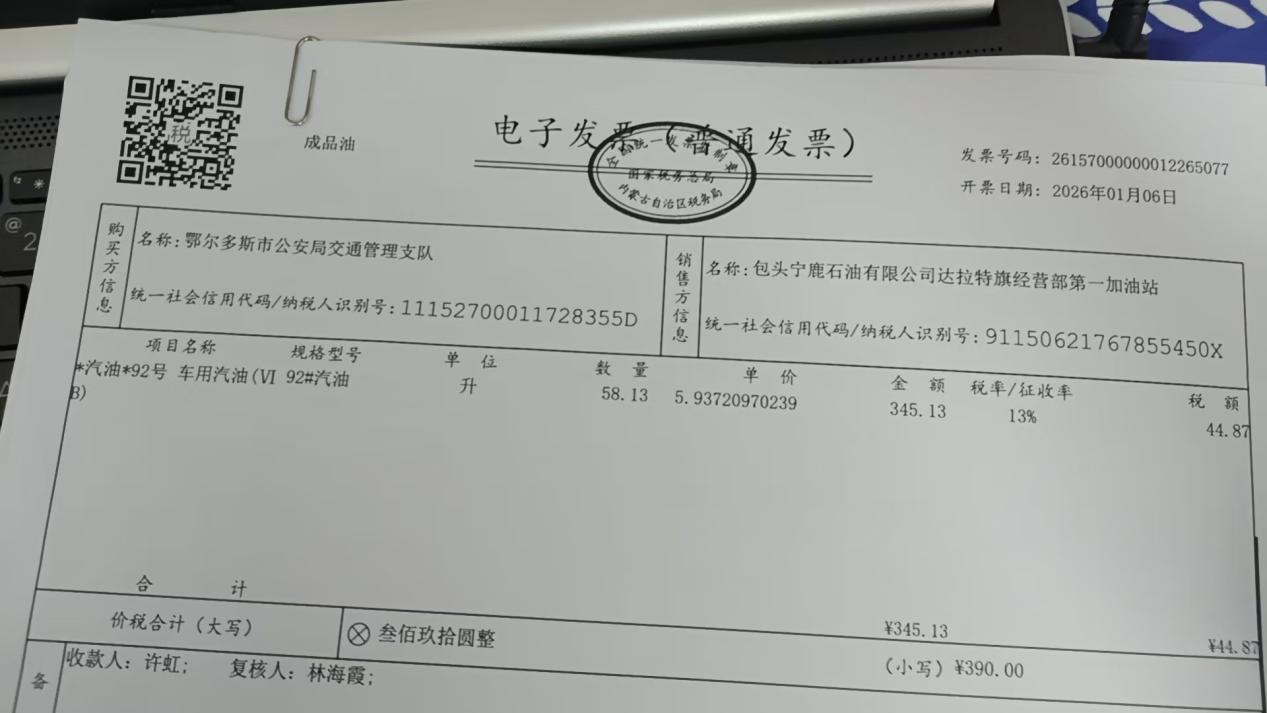 税
成品油
电子发票（普通发票）
全国统一发票监制章
国家税务总局
内蒙古自治区税务局
发票号码：26157000000012265077
开票日期：2026年01月06日
购买方信息
名称：鄂尔多斯市公安局交通管理支队
统一社会信用代码/纳税人识别号：11152700011728355D
销售方信息
名称：包头宁鹿石油有限公司达拉特旗经营部第一加油站
统一社会信用代码/纳税人识别号：91150621767855450X
项目名称 规格型号 单位 数量 单价 金额 税率/征收率 税额
*汽油*92号 车用汽油(VI 92#汽油 升 58.13 5.93720970239 345.13 13% 44.87
B)
合计 ¥345.13 ¥44.87
价税合计（大写） ⊗ 叁佰玖拾圆整 （小写）¥390.00
备
收款人：许虹; 复核人：林海霞;